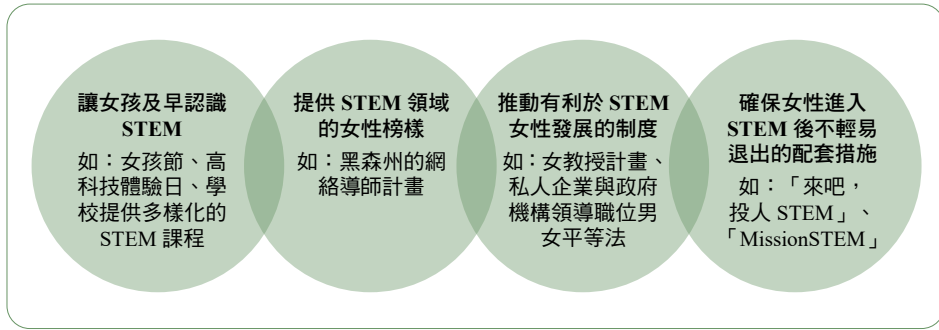 讓女孩及早認識
STEM
如：女孩節、高
科技體驗日、學
校提供多樣化的
STEM 課程
提供 STEM 領域
的女性榜樣
如：黑森州的網
絡導師計畫
推動有利於 STEM
女性發展的制度
如：女教授計畫、
私人企業與政府
機構領導職位男
女平等法
確保女性進入
STEM 後不輕易
退出的配套措施
如：「來吧，
投人 STEM」、
「MissionSTEM」